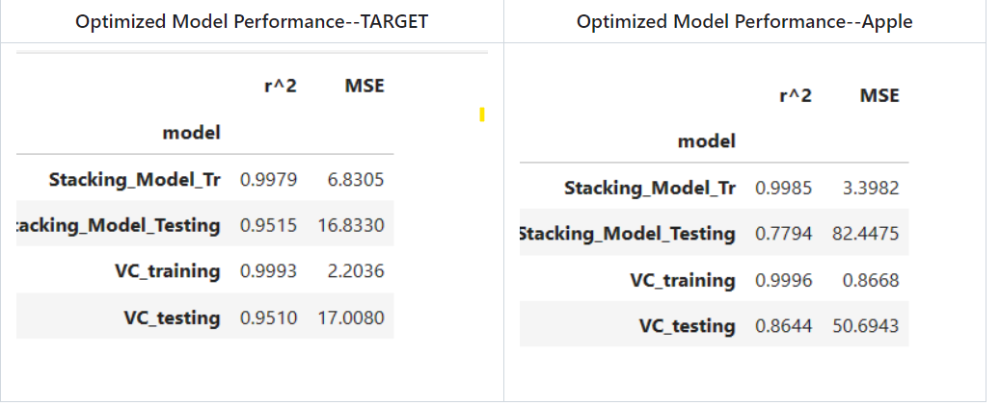 Optimized Model Performance--TARGET
r^2 MSE
model
Stacking_Model_Tr 0.9979 6.8305
tacking_Model_Testing 0.9515 16.8330
VC_training 0.9993 2.2036
VC_testing 0.9510 17.0080
Optimized Model Performance--Apple
r^2 MSE
model
Stacking_Model_Tr 0.9985 3.3982
Stacking_Model_Testing 0.7794 82.4475
VC_training 0.9996 0.8668
VC_testing 0.8644 50.6943